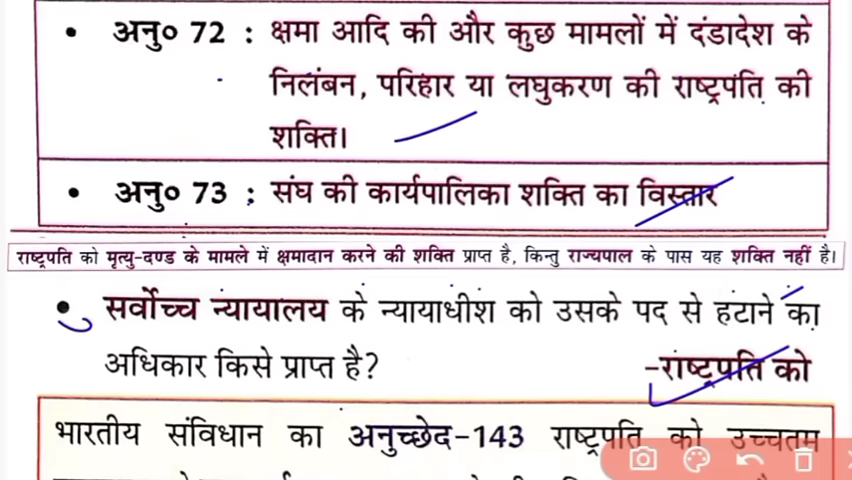 • अनु० 72 : क्षमा आदि की और कुछ मामलों में दंडादेश के
निलंबन, परिहार या लघुकरण की राष्ट्रपति की
शक्ति।
• अनु० 73 : संघ की कार्यपालिका शक्ति का विस्तार
राष्ट्रपति को मृत्यु-दण्ड के मामले में क्षमादान करने की शक्ति प्राप्त है, किन्तु राज्यपाल के पास यह शक्ति नहीं है।
• सर्वोच्च न्यायालय के न्यायाधीश को उसके पद से हटाने का
अधिकार किसे प्राप्त है? -राष्ट्रपति को
भारतीय संविधान का अनुच्छेद-143 राष्ट्रपति को उच्चतम